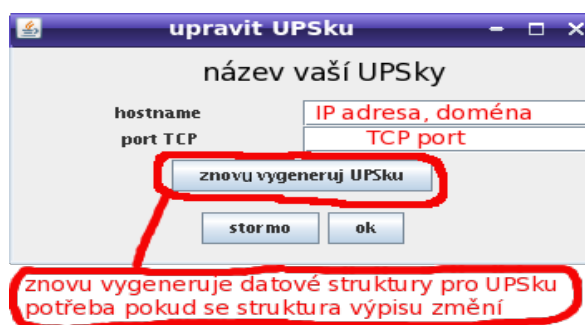 upravit UPSku
název vaší UPSky
hostname IP adresa, doména
port TCP TCP port
znovu vygeneruj UPSku
stormo ok
znovu vygeneruje datové struktury pro UPSku
potřeba pokud se struktura výpisu změní